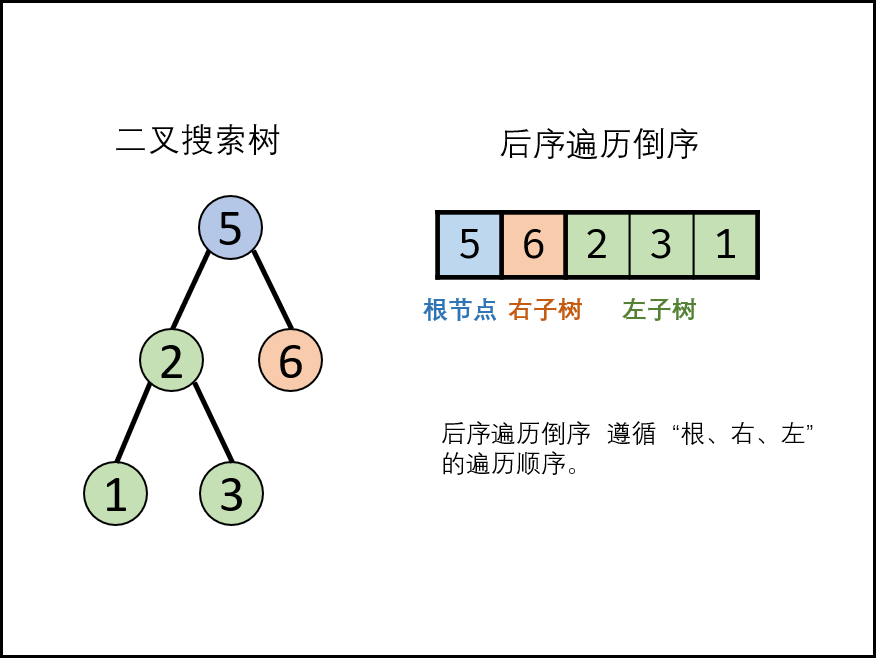 二叉搜索树
后序遍历倒序
5
2
6
1
3
5 6 2 3 1
根节点 右子树 左子树
后序遍历倒序 遵循 “根、右、左”
的遍历顺序。